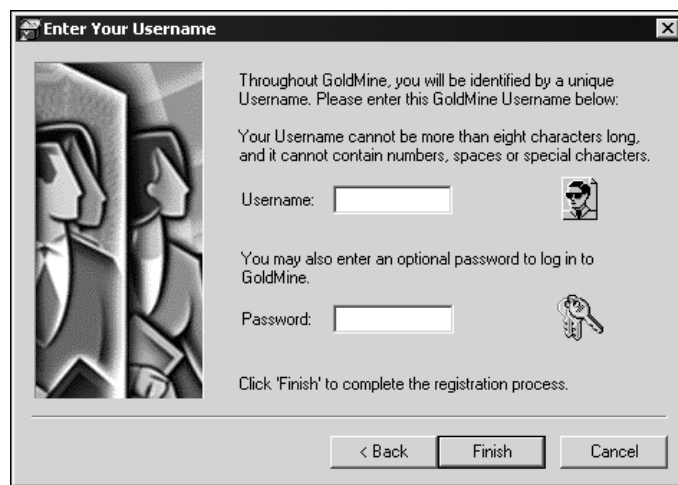 Enter Your Username
Throughout GoldMine, you will be identified by a unique
Username. Please enter this GoldMine Username below:
Your Username cannot be more than eight characters long,
and it cannot contain numbers, spaces or special characters.
Username:
You may also enter an optional password to log in to
GoldMine.
Password:
Click 'Finish' to complete the registration process.
< Back
Finish
Cancel